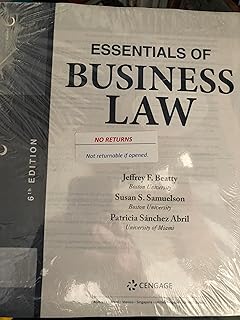 ESSENTIALS OF
BUSINESS
LAW
NO RETURNS
Not returnable if opened.
6th EDITION
Jeffrey F. Beatty
Boston University
Susan S. Samuelson
Boston University
Patricia Sánchez Abril
University of Miami
CENGAGE